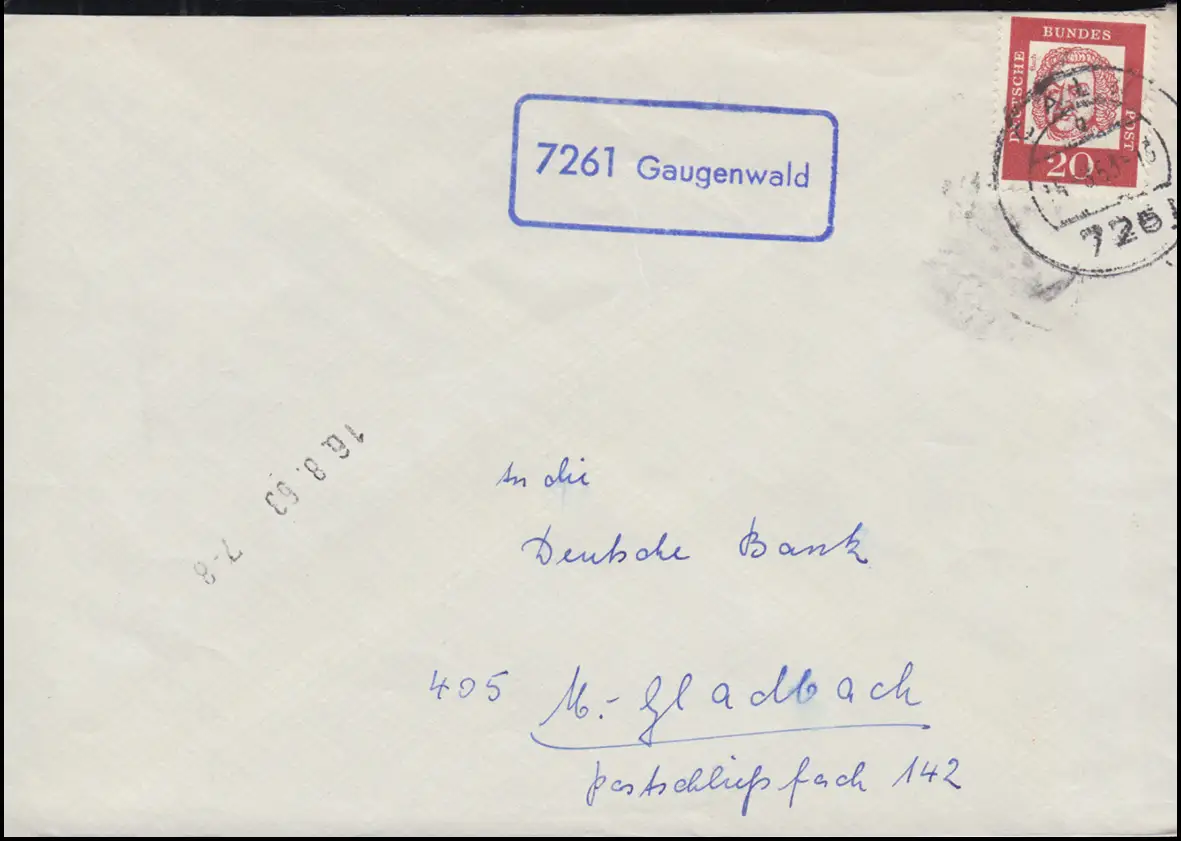 BUNDES
DEUTSCHE
POST
20
7261 Gaugenwald
7261
16.8.63 7-8
An die
Deutsche Bank
405 M.-Gladbach
Postschließfach 142